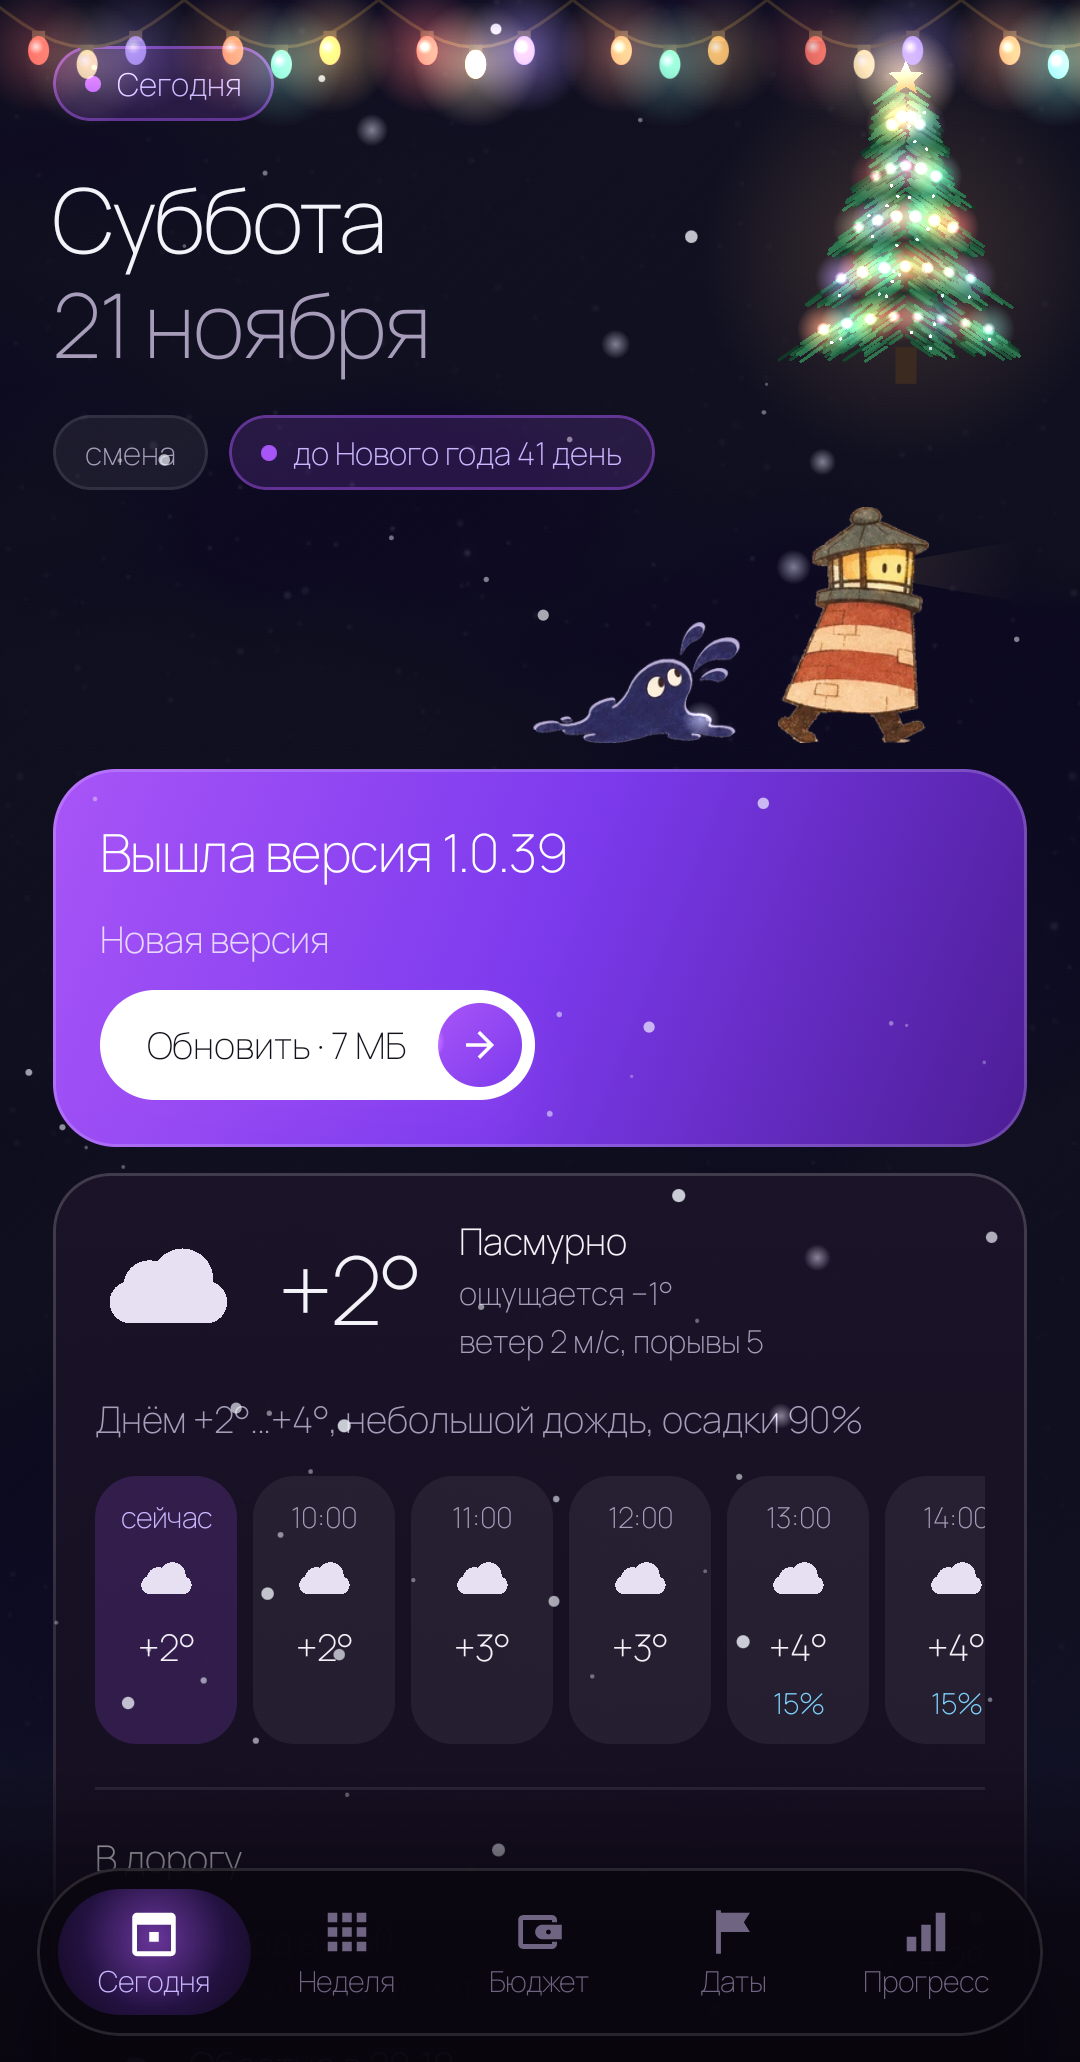 Сегодня
Суббота
21 ноября
смена
до Нового года 41 день
Вышла версия 1.0.39
Новая версия
Обновить · 7 МБ
+2°
Пасмурно
ощущается −1°
ветер 2 м/с, порывы 5
Днём +2°…+4°, небольшой дождь, осадки 90%
сейчас 10:00 11:00 12:00 13:00 14:00
+2° +2° +3° +3° +4° +4°
15% 15%
В дорогу
Сегодня Неделя Бюджет Даты Прогресс